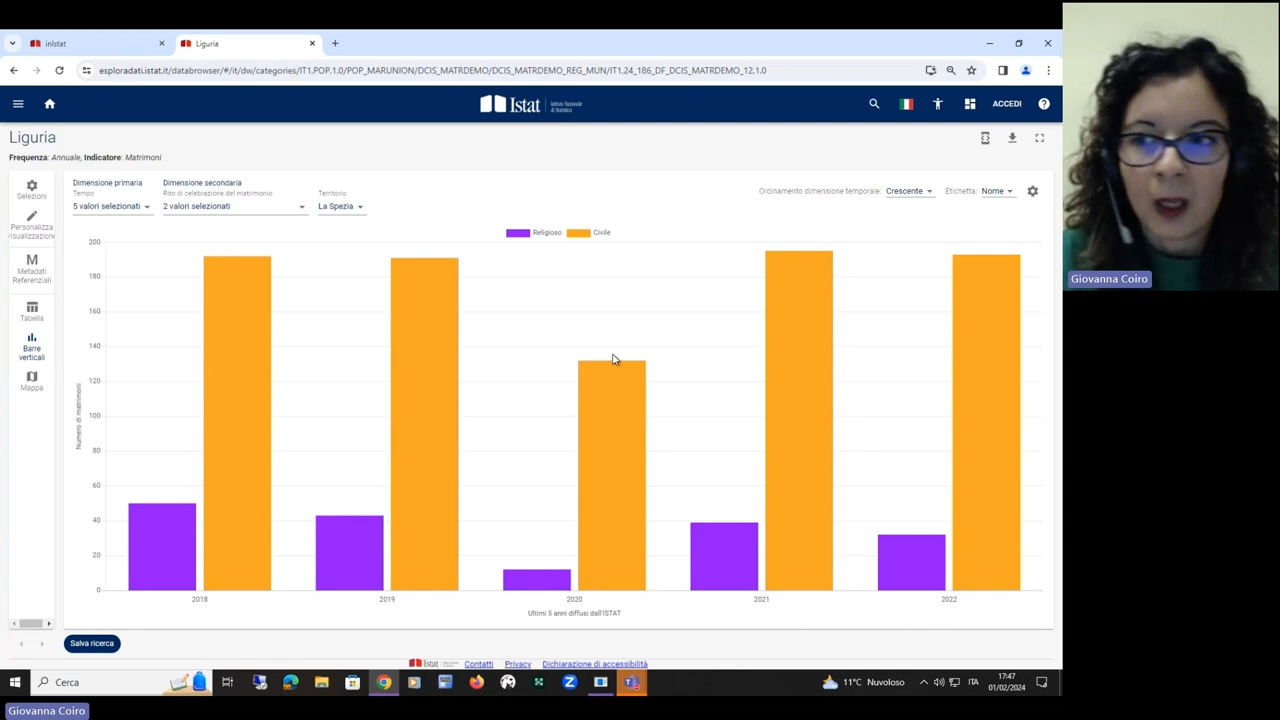 inIstat
Liguria
esploradati.istat.it/databrowser/#/it/dw/categories/IT1,POP,1.0/POP_MARUNION/DCIS_MATRDEMO/DCIS_MATRDEMO_REG_MUN/IT1,24_186_DF_DCIS_MATRDEMO_12,1.0
Istat
Istituto Nazionale di Statistica
ACCEDI
Liguria
Frequenza: Annuale, Indicatore: Matrimoni
Selezioni
Personalizza
visualizzazione
M
Metadati
Referenziali
Tabella
Barre
verticali
Mappa
Dimensione primaria
Tempo
5 valori selezionati
Dimensione secondaria
Rito di celebrazione del matrimonio
2 valori selezionati
Territorio
La Spezia
Ordinamento dimensione temporale: Crescente
Etichetta: Nome
Religioso
Civile
200
180
160
140
120
100
80
60
40
20
0
Numero di matrimoni
2018
2019
2020
2021
2022
Ultimi 5 anni diffusi dall'ISTAT
Salva ricerca
Istat
Contatti
Privacy
Dichiarazione di accessibilità
Cerca
11°C Nuvoloso
ITA
17:47
01/02/2024
Giovanna Coiro
Giovanna Coiro